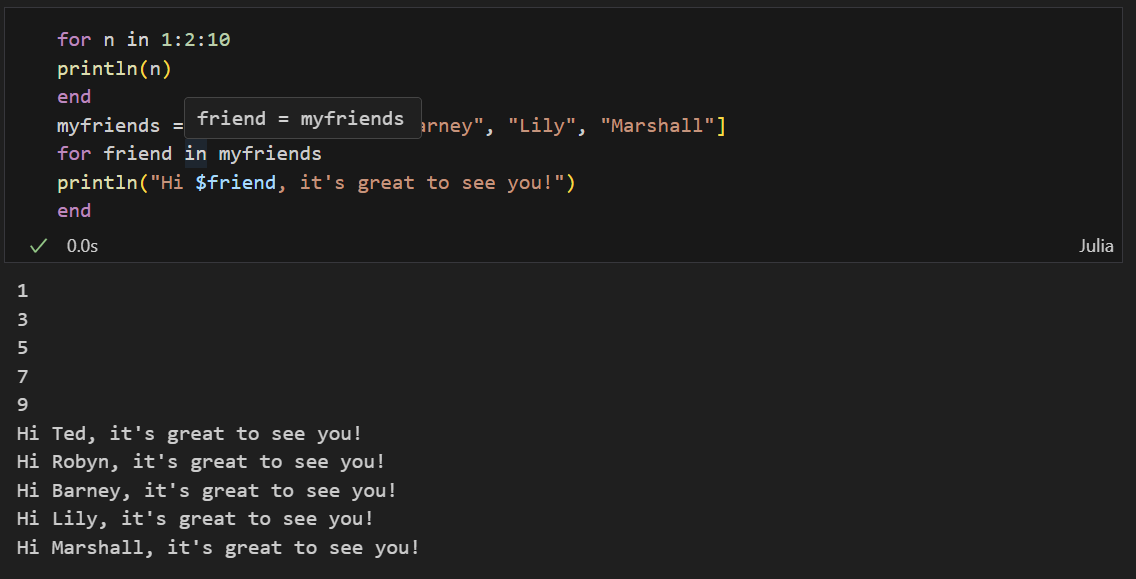 for n in 1:2:10
println(n)
end
friend = myfriends
myfriends = arney", "Lily", "Marshall"]
for friend in myfriends
println("Hi $friend, it's great to see you!")
end
0.0s
Julia
1
3
5
7
9
Hi Ted, it's great to see you!
Hi Robyn, it's great to see you!
Hi Barney, it's great to see you!
Hi Lily, it's great to see you!
Hi Marshall, it's great to see you!